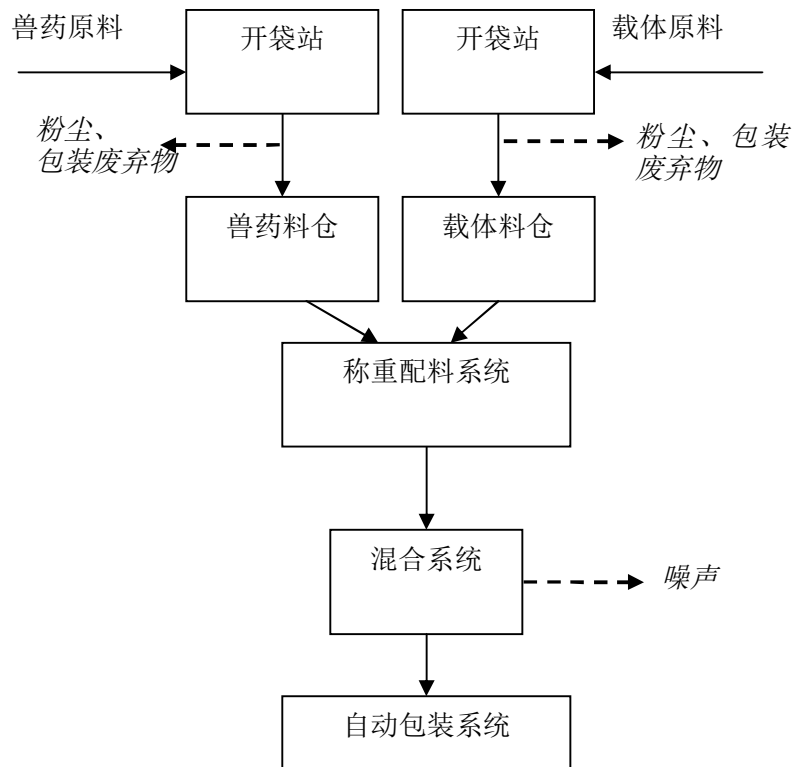 兽药原料
开袋站
开袋站
载体原料
粉尘、
包装废弃物
粉尘、包装
废弃物
兽药料仓
载体料仓
称重配料系统
混合系统
噪声
自动包装系统